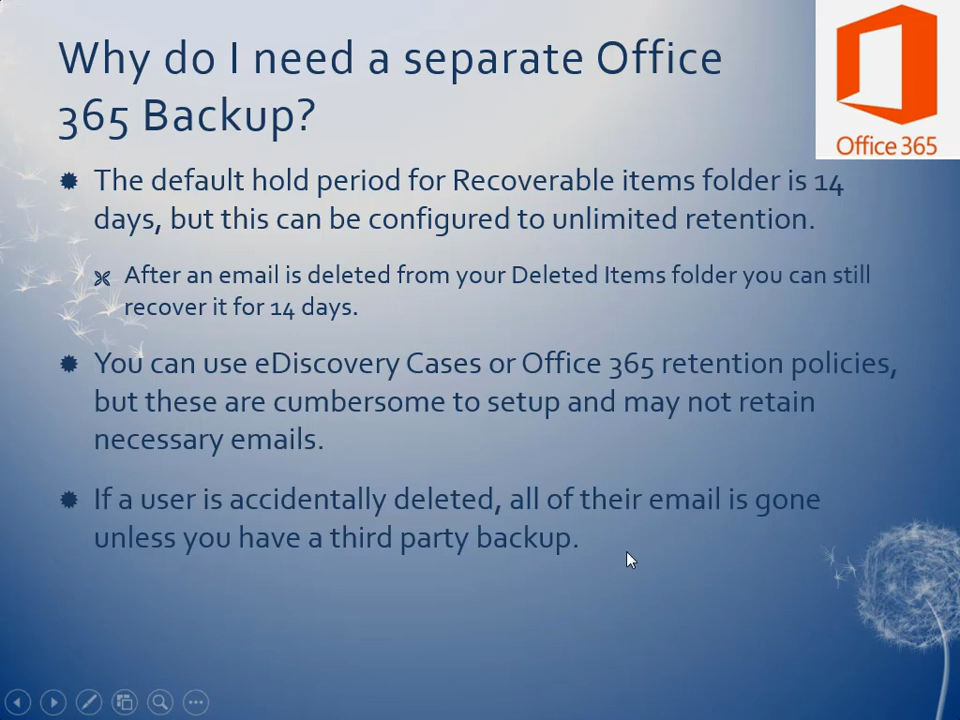 Why do I need a separate Office
365 Backup?
Office 365
The default hold period for Recoverable items folder is 14
days, but this can be configured to unlimited retention.
After an email is deleted from your Deleted Items folder you can still
recover it for 14 days.
You can use eDiscovery Cases or Office 365 retention policies,
but these are cumbersome to setup and may not retain
necessary emails.
If a user is accidentally deleted, all of their email is gone
unless you have a third party backup.